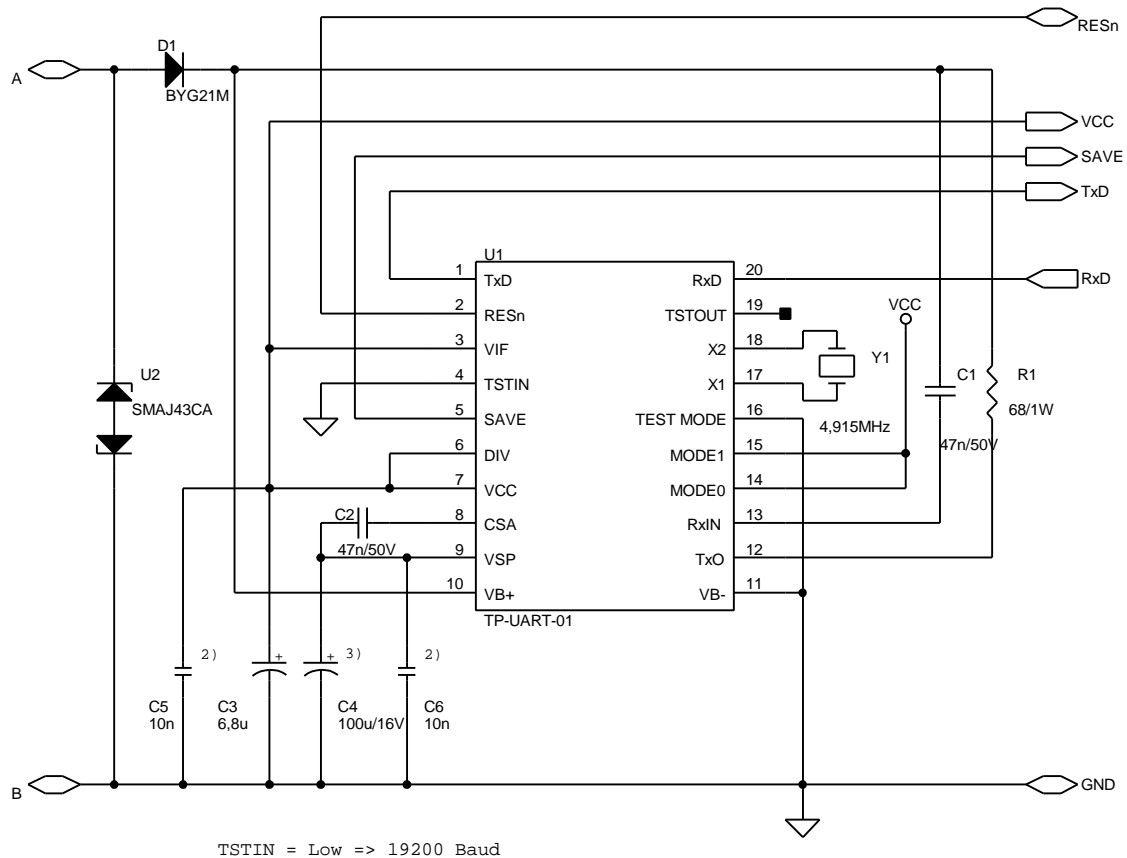 RESn
D1
A
BYG21M
VCC
SAVE
TxD
U1
1 TxD RxD 20
RxD
2 RESn TSTOUT 19
VCC
3 VIF X2 18
Y1
4 TSTIN X1 17
U2
C1 R1
SMAJ43CA
5 SAVE TEST MODE 16
4,915MHz
68/1W
6 DIV MODE1 15
47n/50V
7 VCC MODE0 14
C2
8 CSA RxIN 13
47n/50V
9 VSP TxO 12
10 VB+ VB- 11
TP-UART-01
2) + + 3) 2)
C5 C3 C4 C6
10n 6,8u 100u/16V 10n
B
GND
TSTIN = Low => 19200 Baud